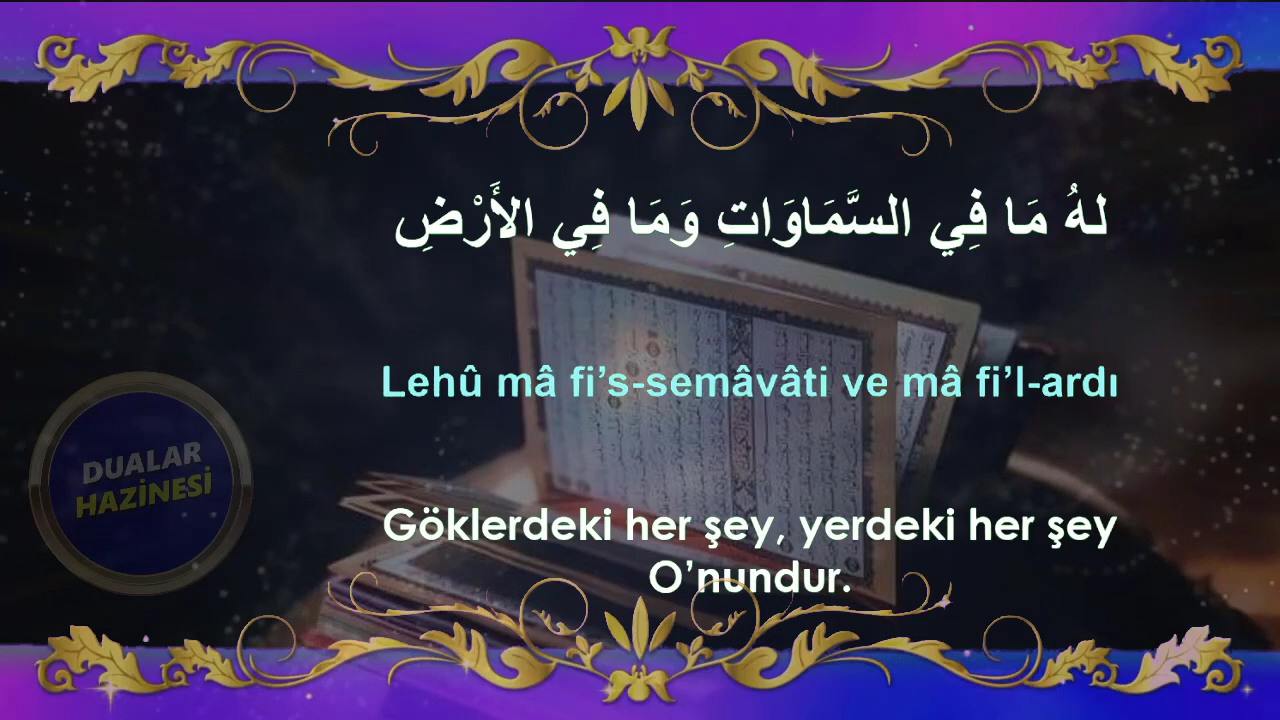 لهُ مَا فِي السَّمَاوَاتِ وَمَا فِي الأَرْضِ
Lehû mâ fi’s-semâvâti ve mâ fi’l-ardı
DUALAR
HAZİNESİ
Göklerdeki her şey, yerdeki her şey
O’nundur.